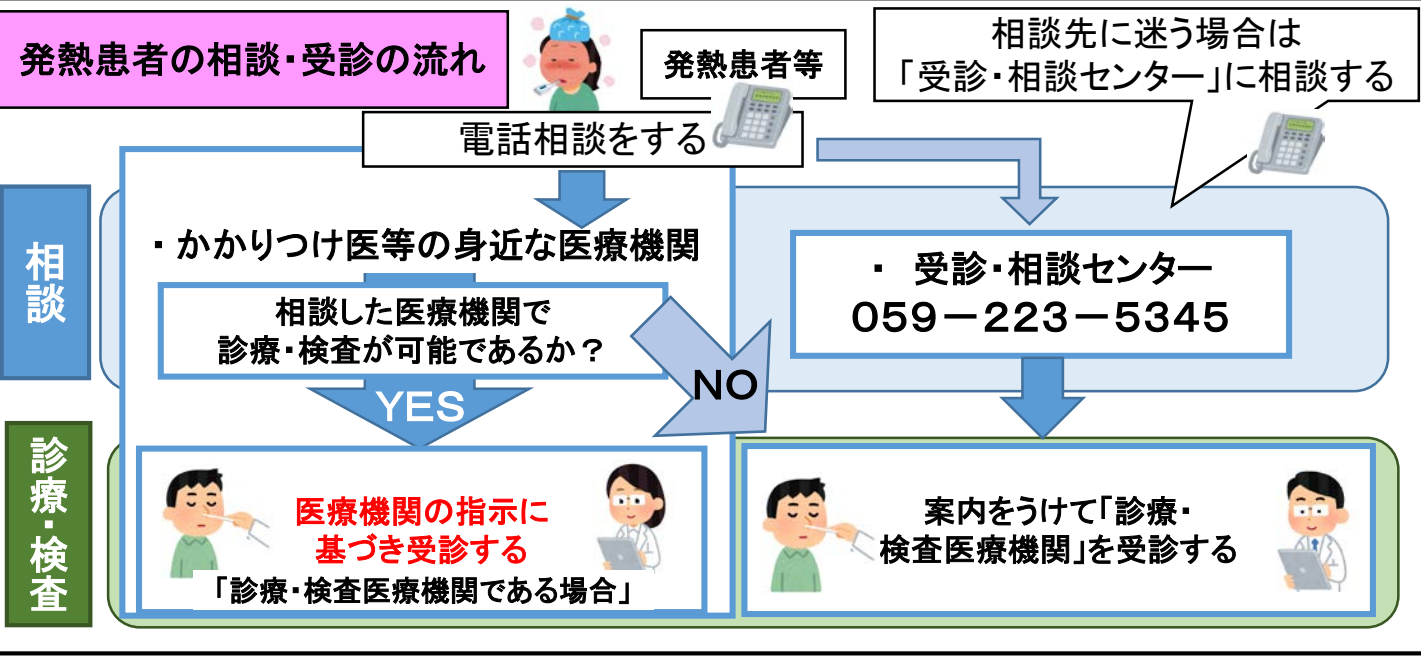 発熱患者の相談・受診の流れ
発熱患者等
相談先に迷う場合は
「受診・相談センター」に相談する
電話相談をする
相談
・かかりつけ医等の身近な医療機関
相談した医療機関で
診療・検査が可能であるか？
YES
NO
・ 受診・相談センター
０５９－２２３－５３４５
診療・検査
医療機関の指示に
基づき受診する
「診療・検査医療機関である場合」
案内をうけて「診療・
検査医療機関」を受診する